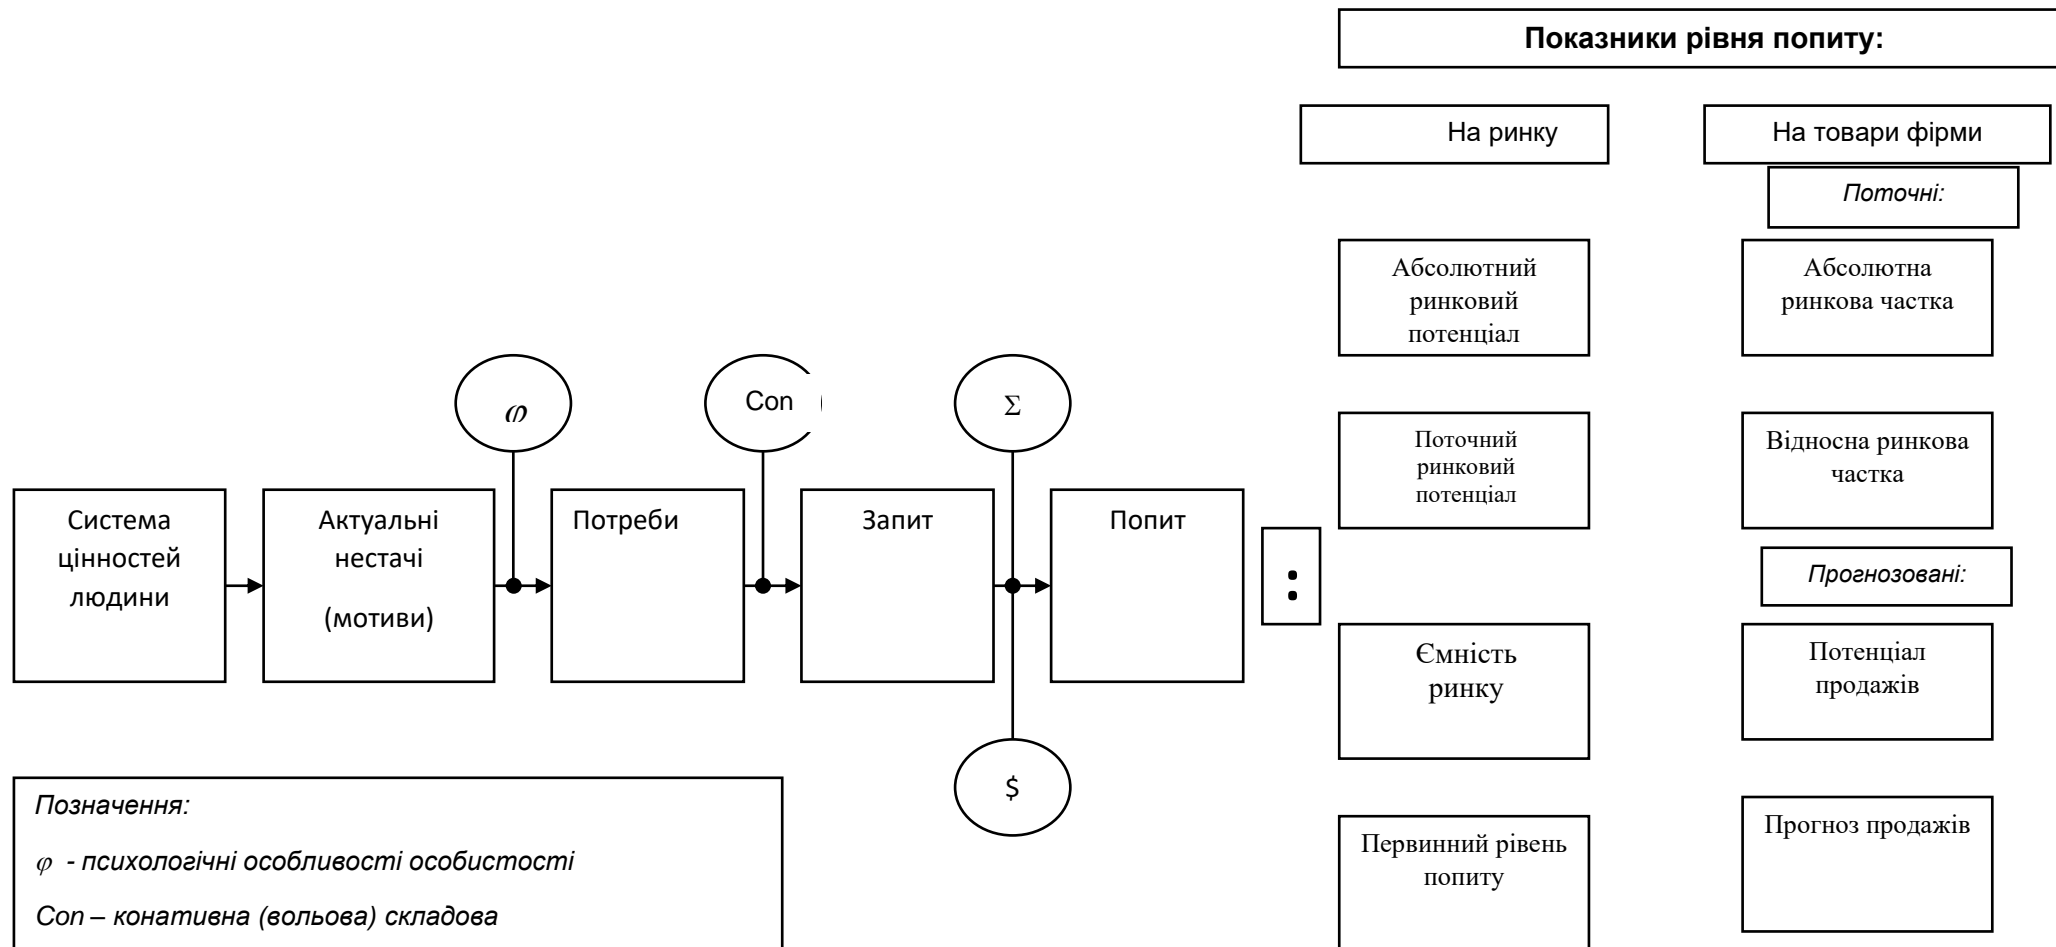 Показники рівня попиту:
На ринку
На товари фірми
Поточні:
Абсолютний
ринковий
потенціал
Абсолютна
ринкова частка
φ
Con
Σ
Поточний
ринковий
потенціал
Відносна ринкова
частка
Система
цінностей
людини
Актуальні
нестачі
(мотиви)
Потреби
Запит
Попит
:
Прогнозовані:
Ємність
ринку
Потенціал
продажів
$
Первинний рівень
попиту
Прогноз продажів
Позначення:
φ - психологічні особливості особистості
Con – конативна (вольова) складова